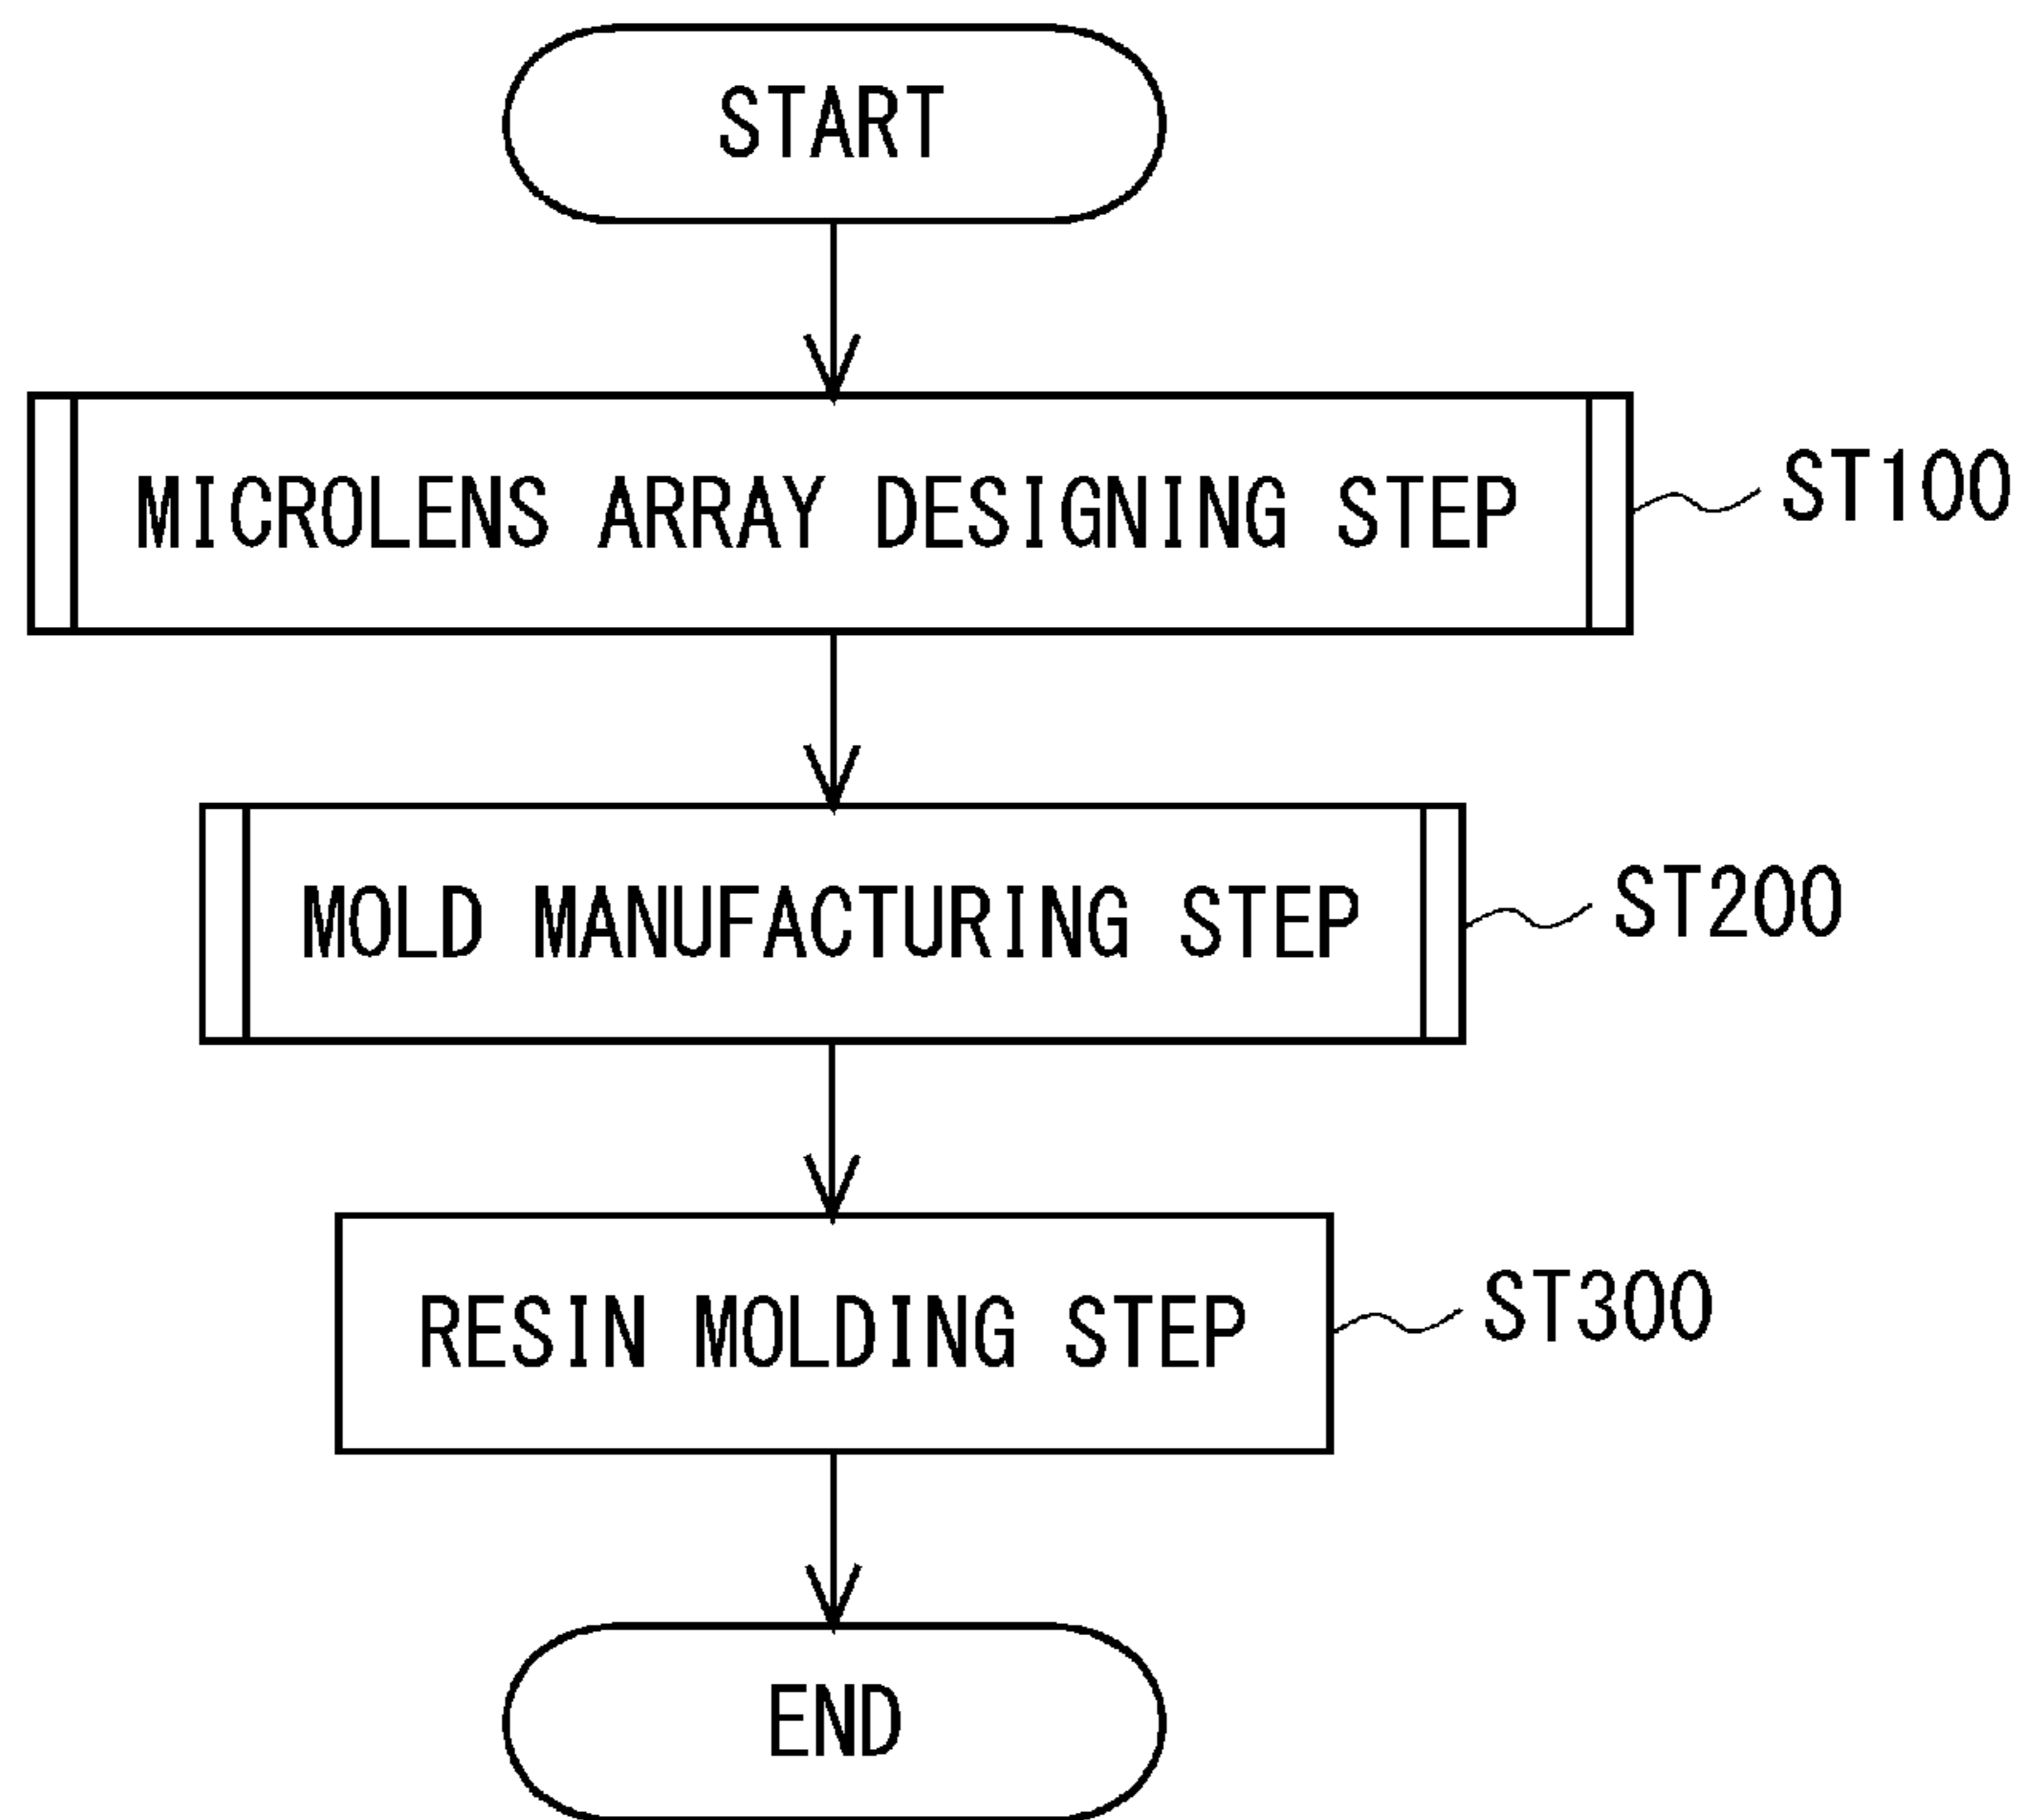 START
MICROLENS ARRAY DESIGNING STEP
ST100
MOLD MANUFACTURING STEP
ST200
RESIN MOLDING STEP
ST300
END